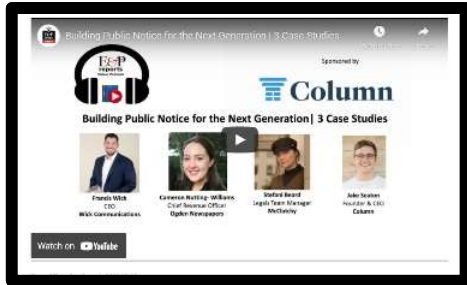 Building Public Notice for the Next Generation | 3 Case Studies
E&P
reports
Sponsored by
Column
Building Public Notice for the Next Generation| 3 Case Studies
Francis Wick
CEO
Wick Communications
Cameron Nutting- Williams
Chief Revenue Officer
Ogden Newspapers
Stefani Beard
Legals Team Manager
McClatchy
Jake Seaton
Founder & CEO
Column
Watch on YouTube